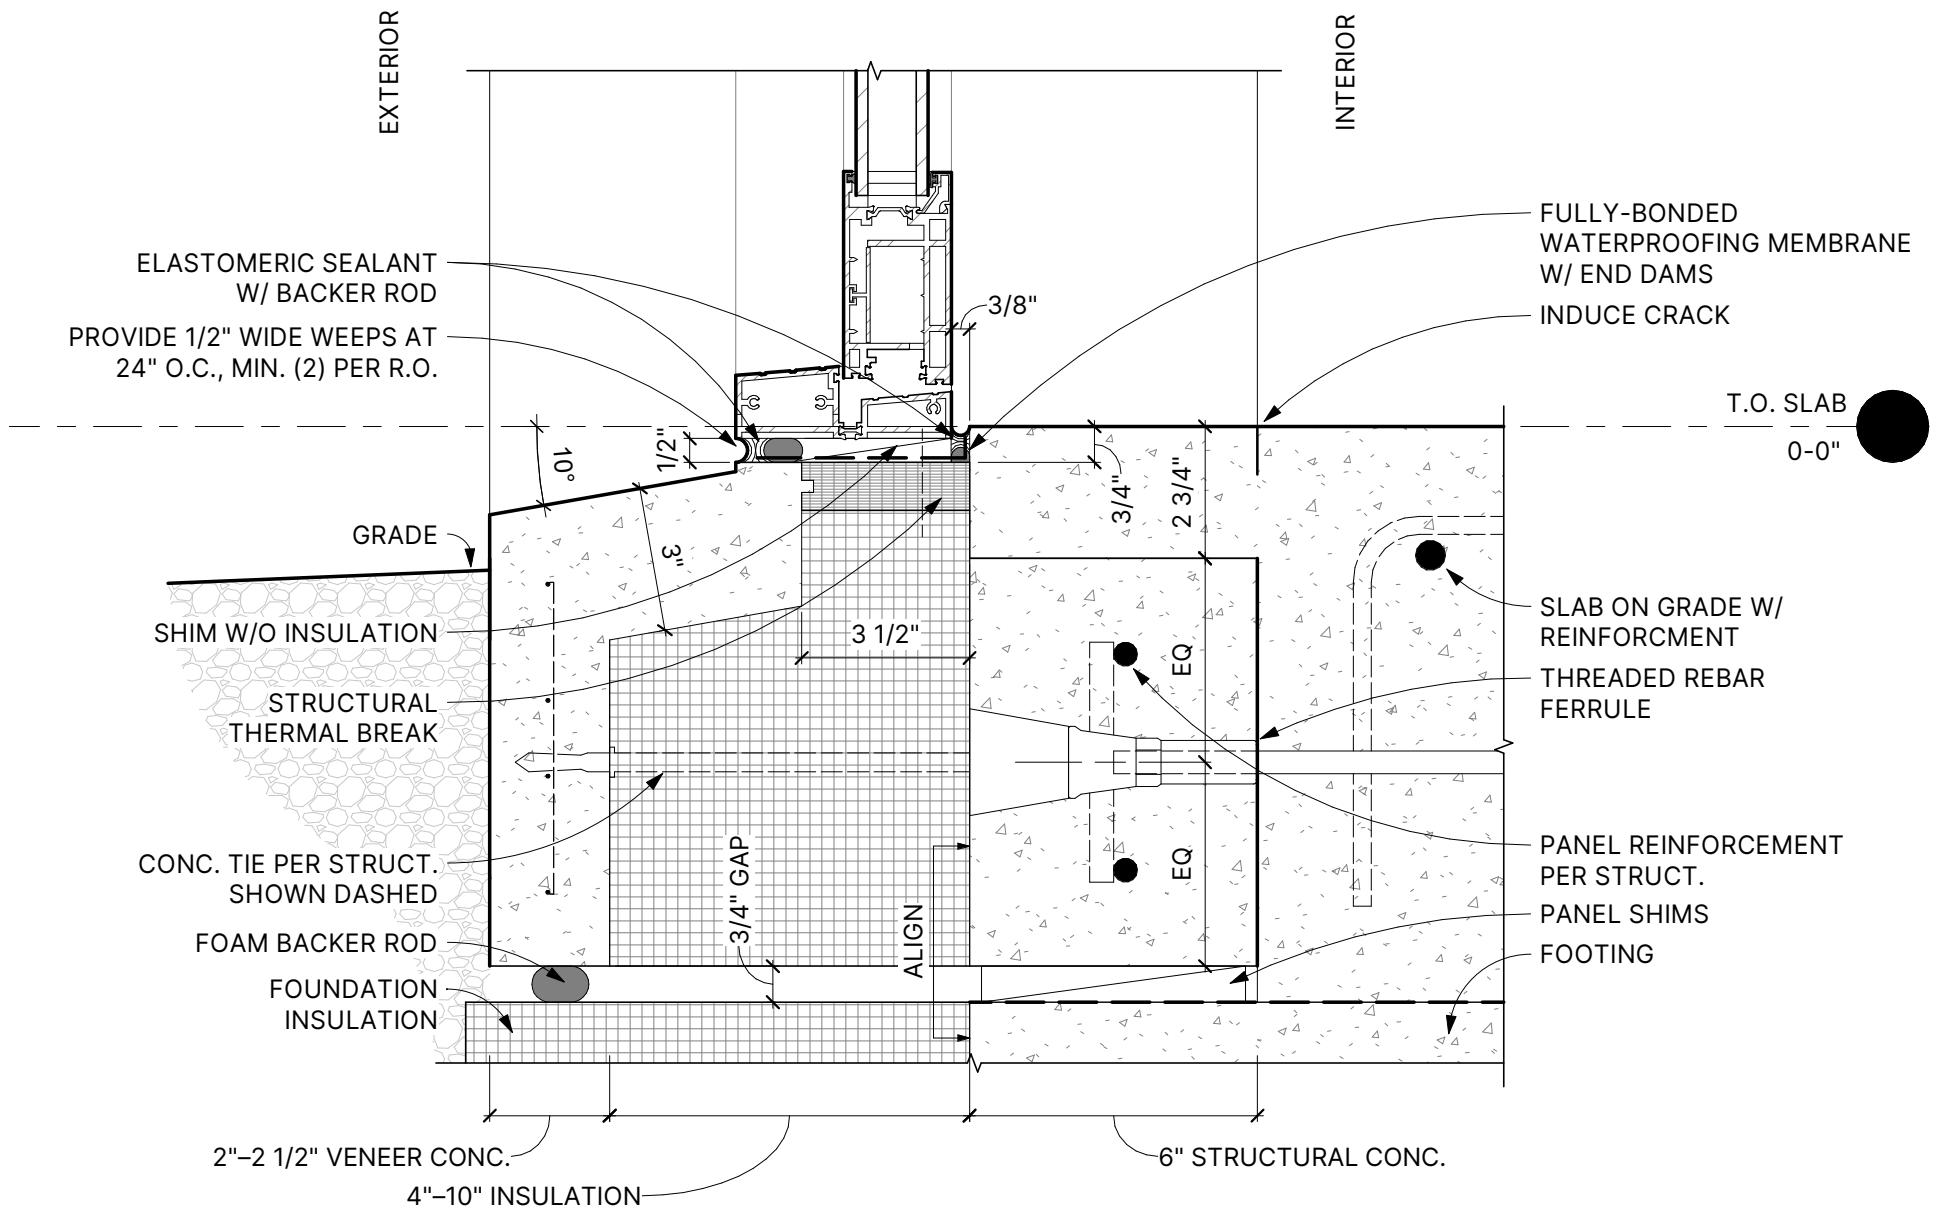 EXTERIOR
INTERIOR
FULLY-BONDED
WATERPROOFING MEMBRANE
W/ END DAMS
ELASTOMERIC SEALANT
W/ BACKER ROD
3/8"
INDUCE CRACK
PROVIDE 1/2" WIDE WEEPS AT
24" O.C., MIN. (2) PER R.O.
T.O. SLAB
0-0"
1/2"
10°
3/4"
2 3/4"
GRADE
3"
SHIM W/O INSULATION
3 1/2"
EQ
SLAB ON GRADE W/
REINFORCMENT
STRUCTURAL
THERMAL BREAK
THREADED REBAR
FERRULE
CONC. TIE PER STRUCT.
SHOWN DASHED
3/4" GAP
EQ
PANEL REINFORCEMENT
PER STRUCT.
ALIGN
PANEL SHIMS
FOAM BACKER ROD
FOOTING
FOUNDATION
INSULATION
2"–2 1/2" VENEER CONC.
6" STRUCTURAL CONC.
4"–10" INSULATION